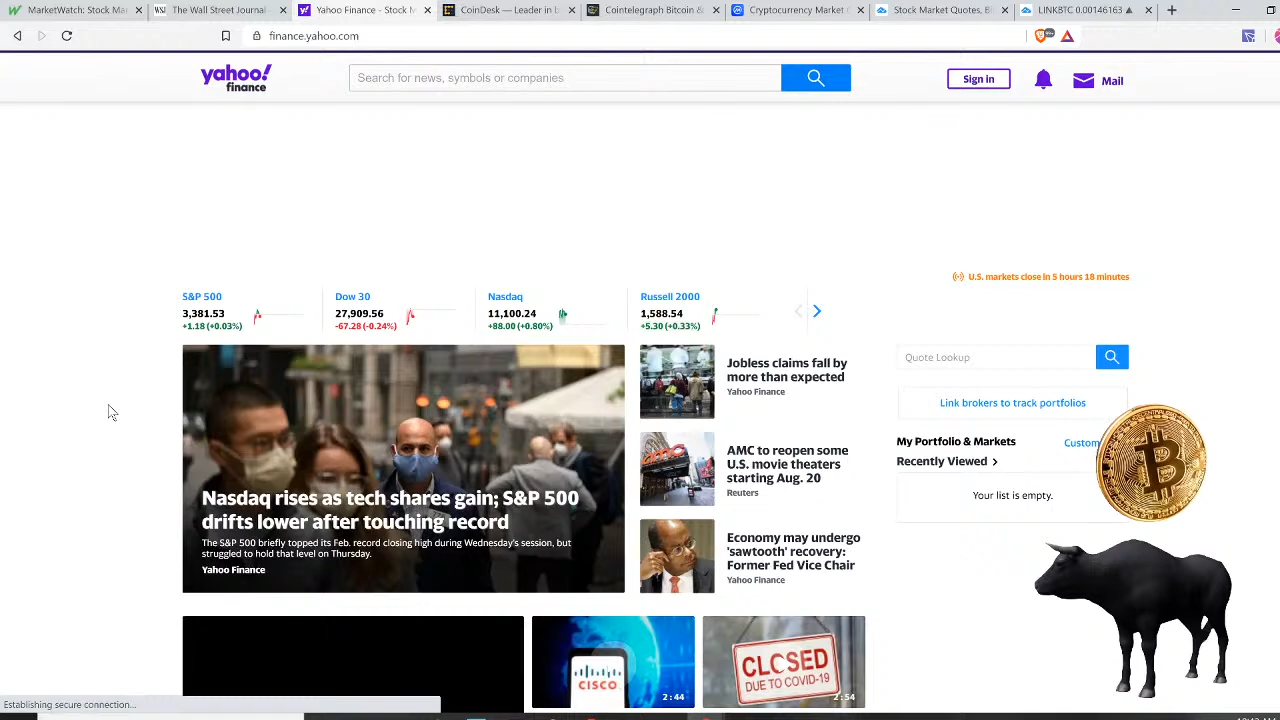 MarketWatch: Stock Mark
The Wall Street Journal
Yahoo Finance - Stock M
CoinDesk — Leader in b
Cointelegraph Bitcoin &
Cryptocurrency Market C
Stock Market Quotes, B
LINKBTC 0.00146163 ▲
finance.yahoo.com
yahoo!
finance
Search for news, symbols or companies
Sign in
Mail
U.S. markets close in 5 hours 18 minutes
S&P 500
3,381.53
+1.18 (+0.03%)
Dow 30
27,909.56
-67.28 (-0.24%)
Nasdaq
11,100.24
+88.00 (+0.80%)
Russell 2000
1,588.54
+5.30 (+0.33%)
Nasdaq rises as tech shares gain; S&P 500
drifts lower after touching record
The S&P 500 briefly topped its Feb. record closing high during Wednesday's session, but
struggled to hold that level on Thursday.
Yahoo Finance
Jobless claims fall by
more than expected
Yahoo Finance
AMC to reopen some
U.S. movie theaters
starting Aug. 20
Reuters
Economy may undergo
'sawtooth' recovery:
Former Fed Vice Chair
Yahoo Finance
Quote Lookup
Link brokers to track portfolios
My Portfolio & Markets
Custom
Recently Viewed
Your list is empty.
CISCO
2:44
CLOSED
DUE TO COVID-19
2:54
Establishing secure connection...